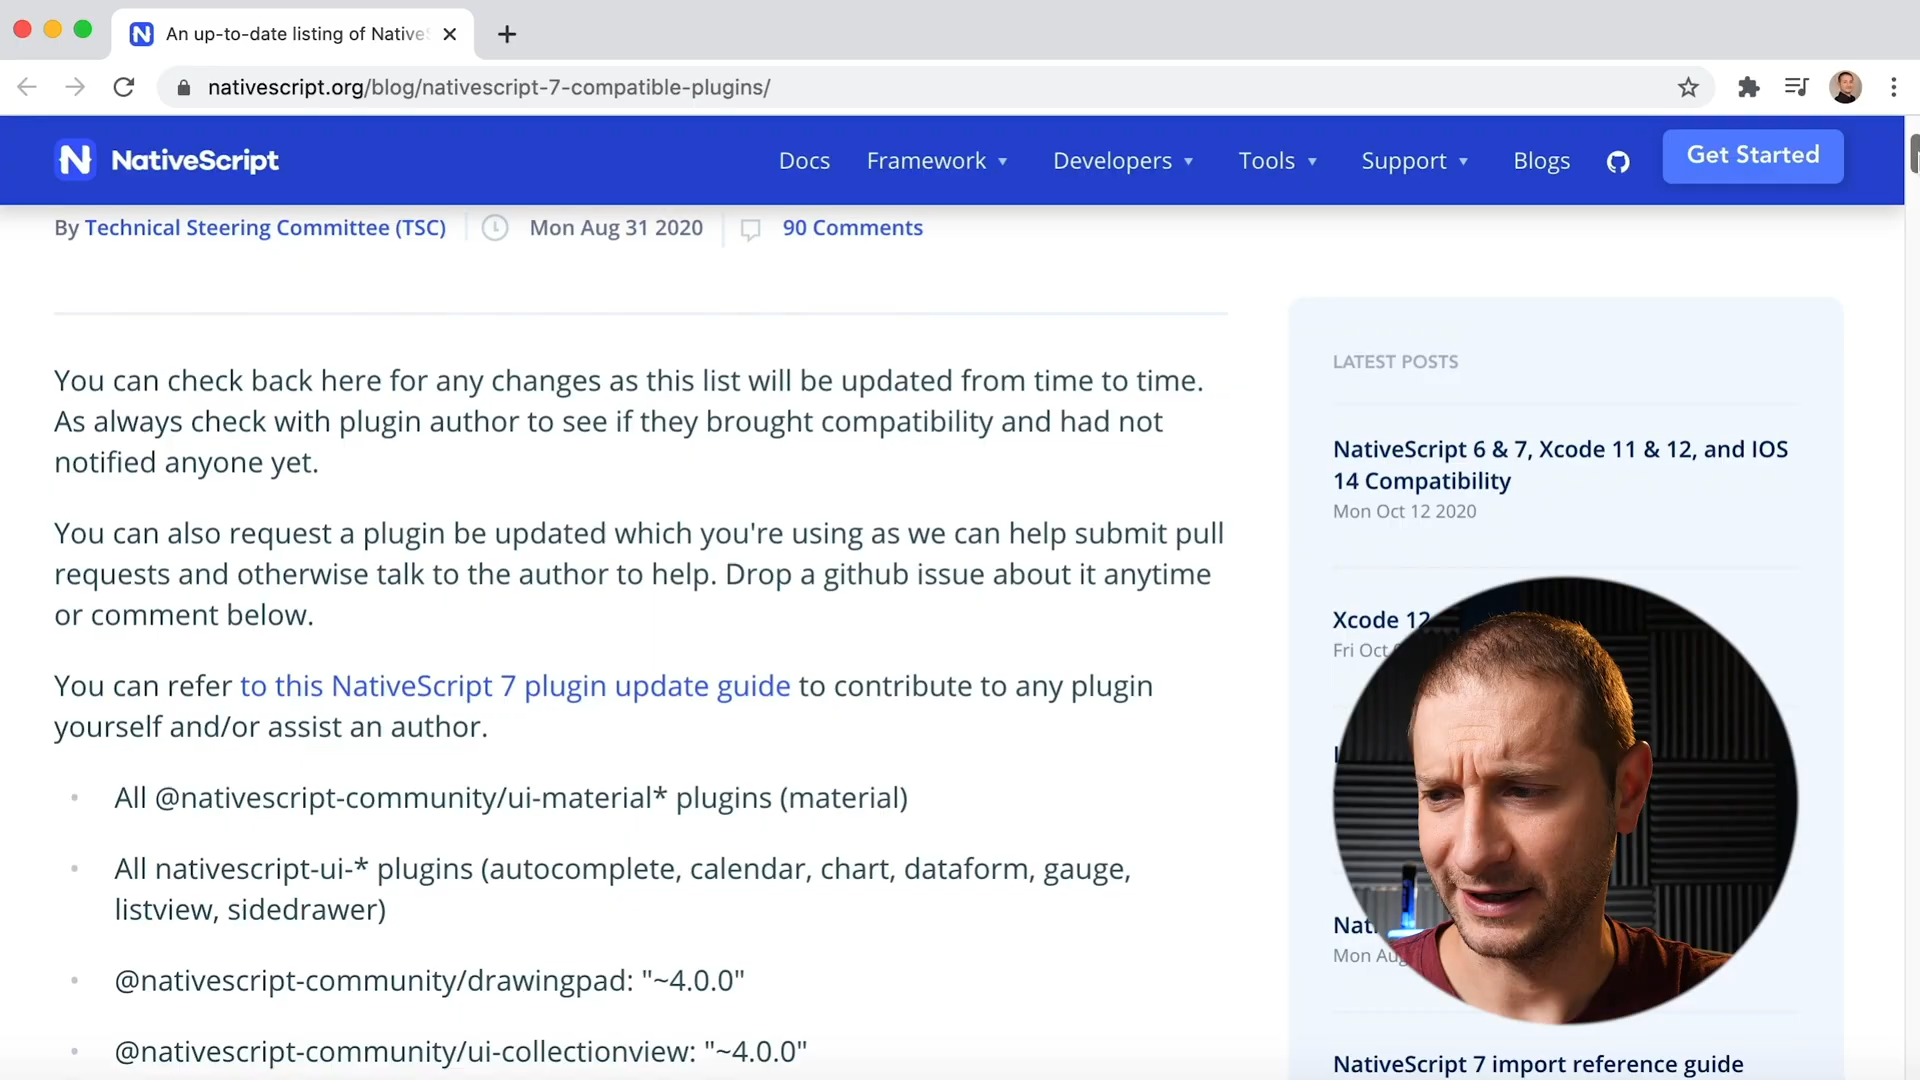 An up-to-date listing of Native
nativescript.org/blog/nativescript-7-compatible-plugins/
NativeScript
Docs
Framework
Developers
Tools
Support
Blogs
Get Started
By Technical Steering Committee (TSC)
Mon Aug 31 2020
90 Comments
You can check back here for any changes as this list will be updated from time to time.
As always check with plugin author to see if they brought compatibility and had not
notified anyone yet.
You can also request a plugin be updated which you're using as we can help submit pull
requests and otherwise talk to the author to help. Drop a github issue about it anytime
or comment below.
You can refer to this NativeScript 7 plugin update guide to contribute to any plugin
yourself and/or assist an author.
• All @nativescript-community/ui-material* plugins (material)
• All nativescript-ui-* plugins (autocomplete, calendar, chart, dataform, gauge,
listview, sidedrawer)
• @nativescript-community/drawingpad: "~4.0.0"
• @nativescript-community/ui-collectionview: "~4.0.0"
LATEST POSTS
NativeScript 6 & 7, Xcode 11 & 12, and IOS
14 Compatibility
Mon Oct 12 2020
Xcode 12
Fri Oct
Nat
Mon Aug
NativeScript 7 import reference guide